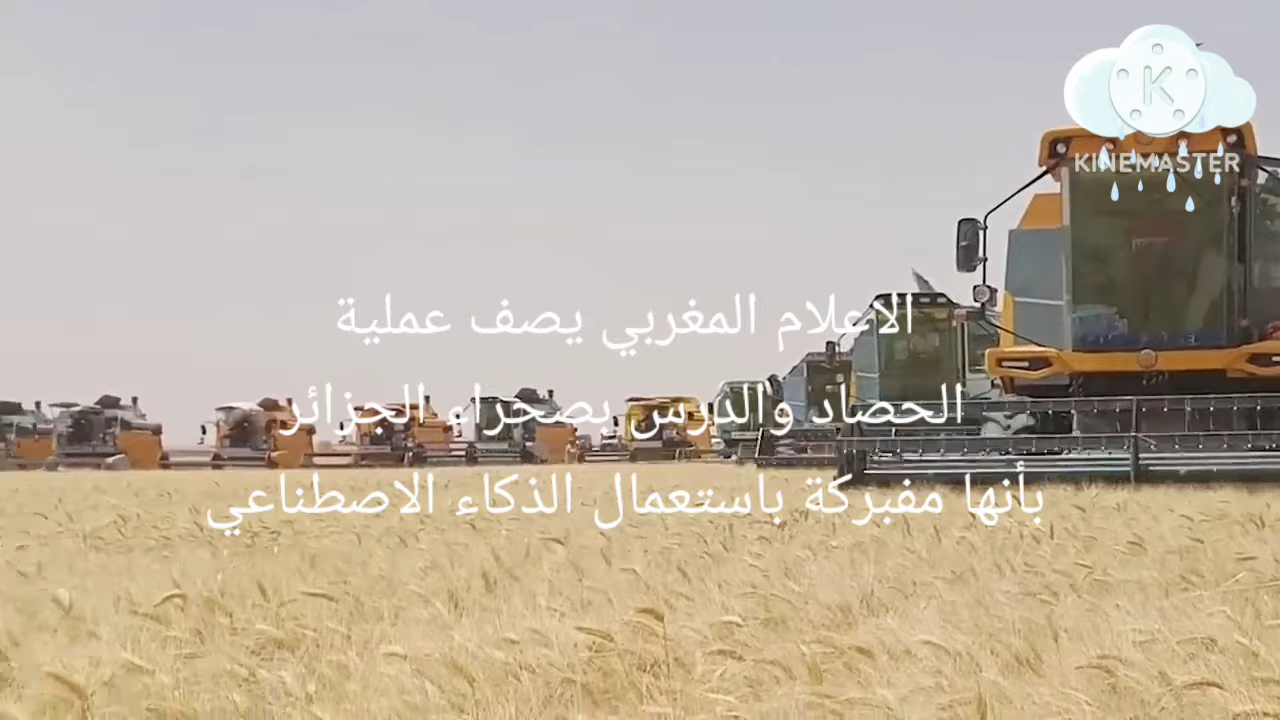 KINEMASTER
الاعلام المغربي يصف عملية
الحصاد والدرس بصحراء الجزائر
بأنها مفبركة باستعمال الذكاء الاصطناعي